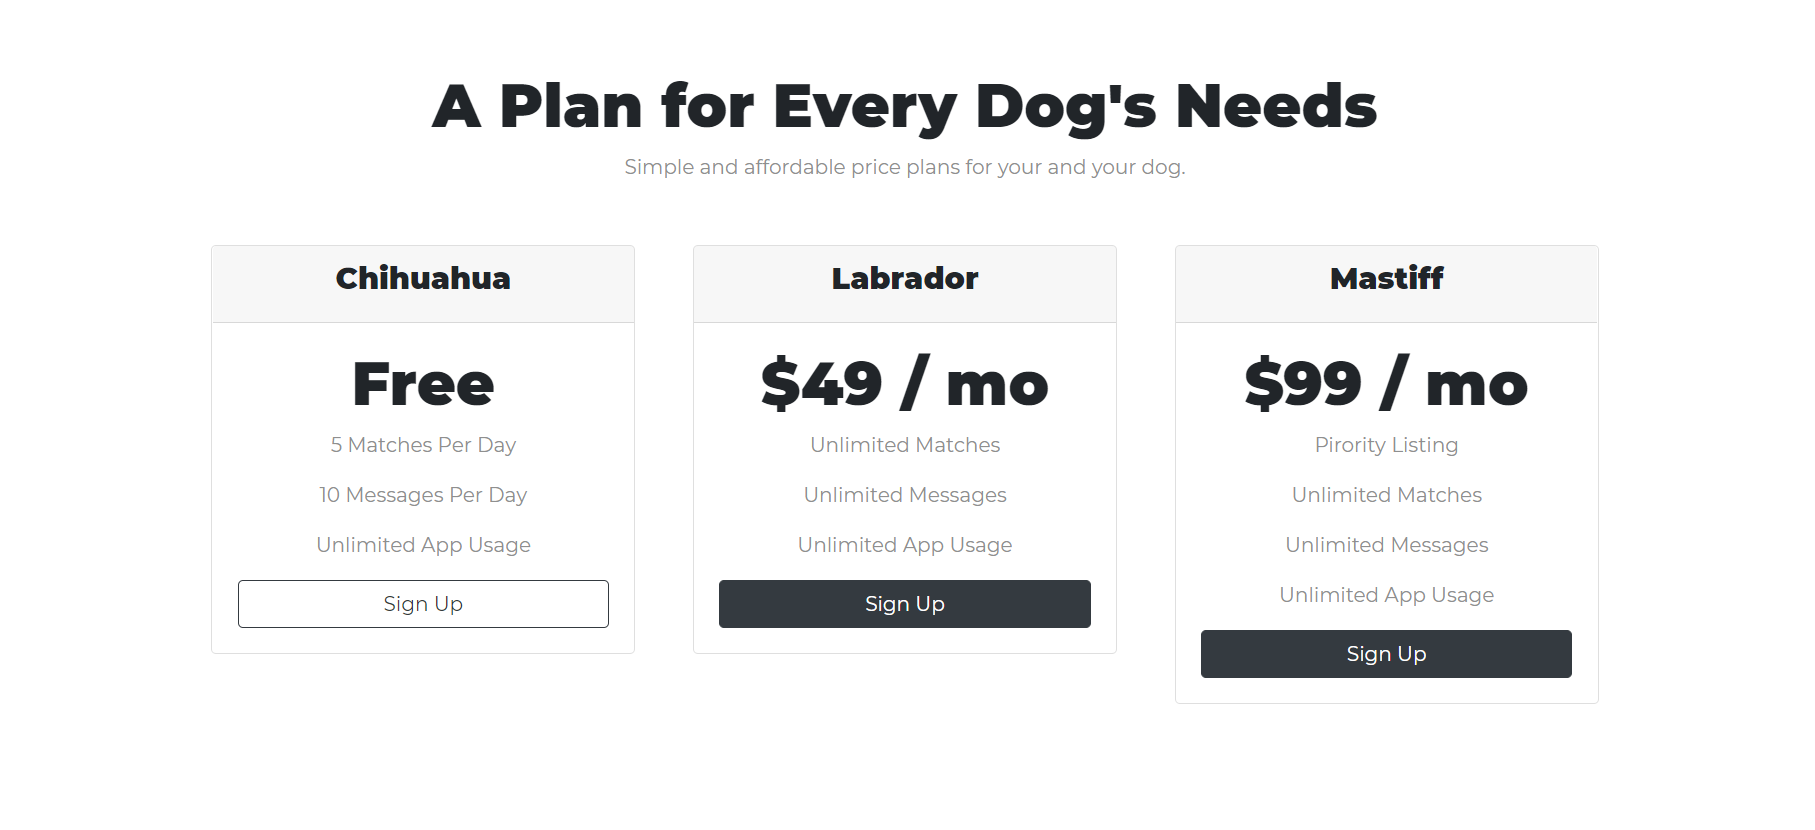 A Plan for Every Dog's Needs
Simple and affordable price plans for your and your dog.
Chihuahua
Free
5 Matches Per Day
10 Messages Per Day
Unlimited App Usage
Sign Up
Labrador
$49 / mo
Unlimited Matches
Unlimited Messages
Unlimited App Usage
Sign Up
Mastiff
$99 / mo
Pirority Listing
Unlimited Matches
Unlimited Messages
Unlimited App Usage
Sign Up